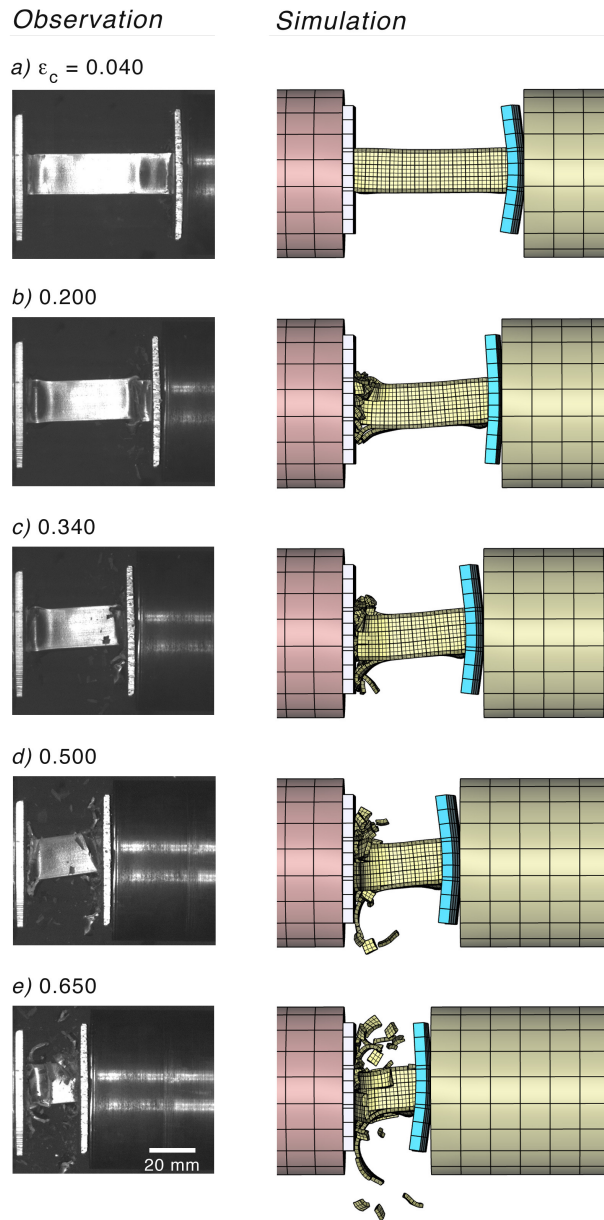 Observation Simulation
a) εc = 0.040
b) 0.200
c) 0.340
d) 0.500
e) 0.650
20 mm